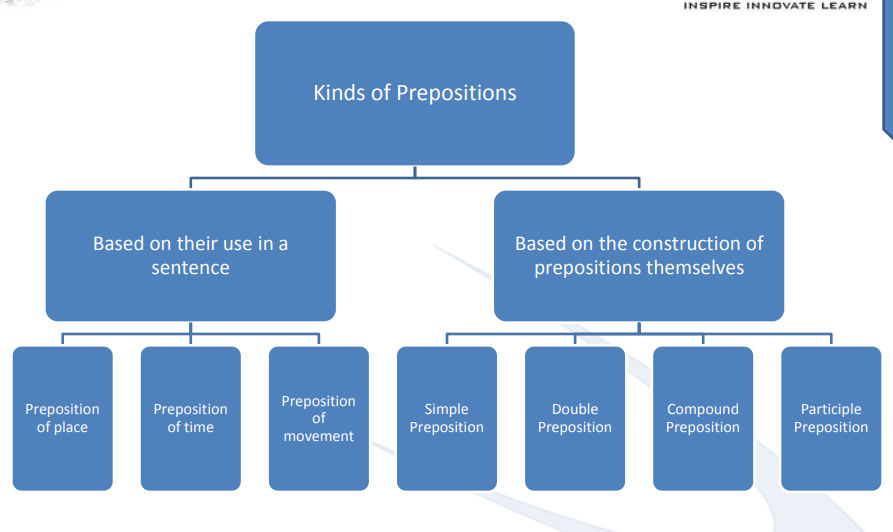 INSPIRE INNOVATE LEARN
Kinds of Prepositions
Based on their use in a
sentence
Based on the construction of
prepositions themselves
Preposition
of place
Preposition
of time
Preposition
of
movement
Simple
Preposition
Double
Preposition
Compound
Preposition
Participle
Preposition